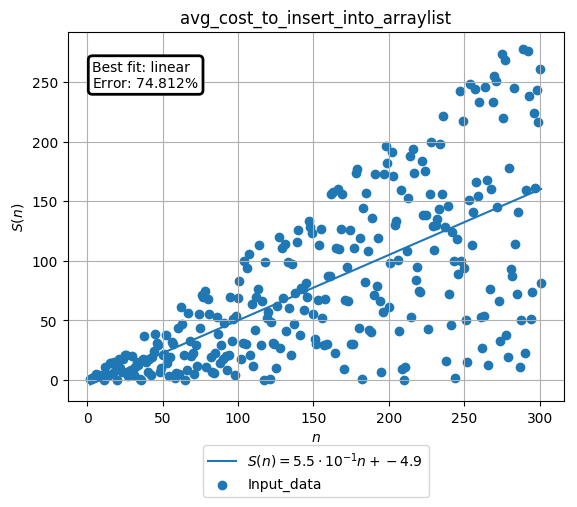 avg_cost_to_insert_into_arraylist
Best fit: linear
Error: 74.812%
250
200
150
100
50
0
S(n)
0 50 100 150 200 250 300
n
S(n) = 5.5 · 10⁻¹n + −4.9
Input_data